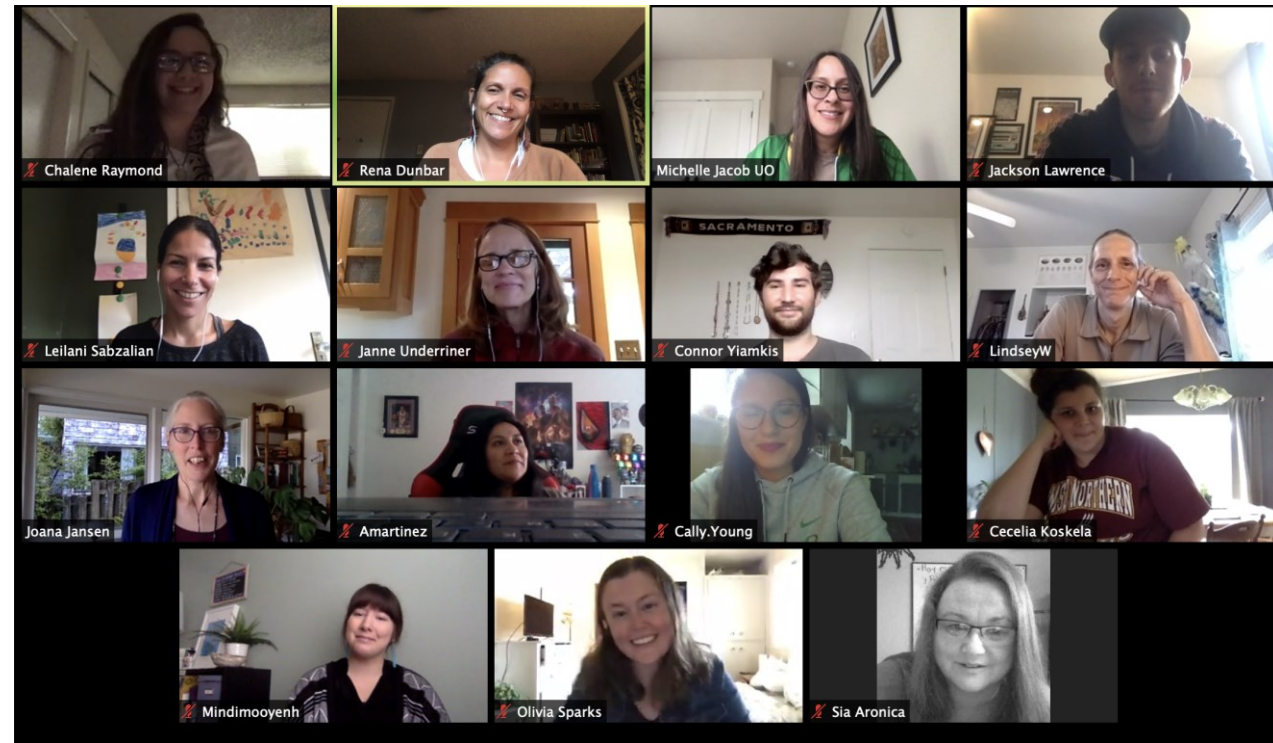 Chalene Raymond
Rena Dunbar
Michelle Jacob UO
Jackson Lawrence
SACRAMENTO
Leilani Sabzalian
Janne Underriner
Connor Yiamkis
LindseyW
Joana Jansen
Amartinez
Cally.Young
NORTHERN
Cecelia Koskela
Mindimooyenh
Olivia Sparks
Sia Aronica